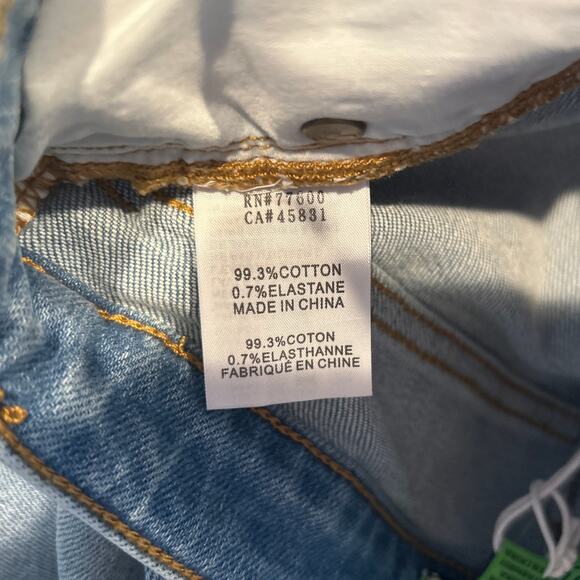 RN#77600
CA#45831
99.3%COTTON
0.7%ELASTANE
MADE IN CHINA
99.3%COTON
0.7%ELASTHANNE
FABRIQUÉ EN CHINE